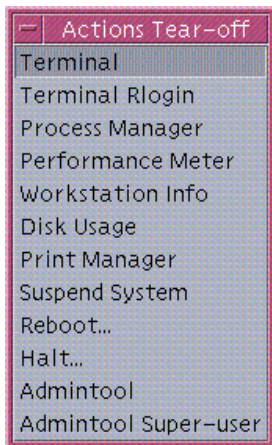 Actions Tear-off
Terminal
Terminal Rlogin
Process Manager
Performance Meter
Workstation Info
Disk Usage
Print Manager
Suspend System
Reboot...
Halt...
Admintool
Admintool Super-user